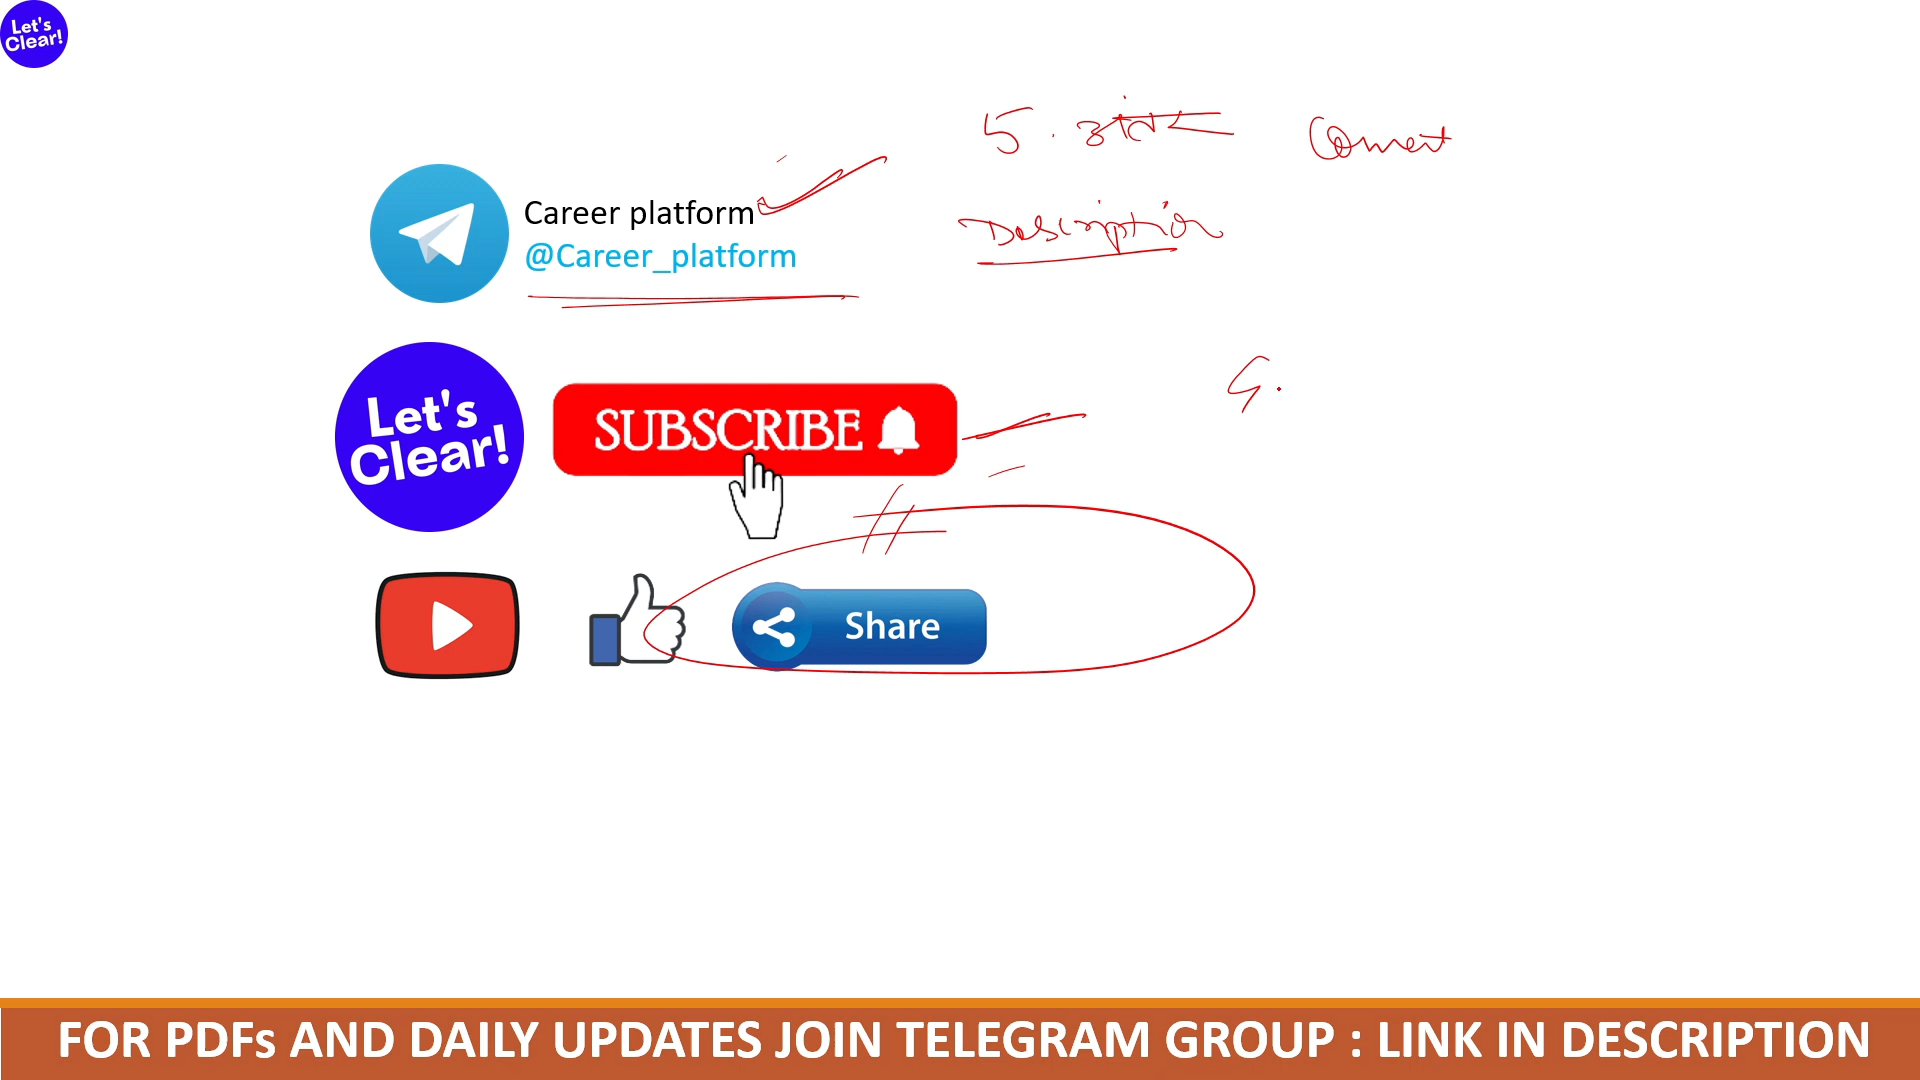 Let's
Clear!
5.
Coment
Career platform
@Career_platform
Description
Let's
Clear!
SUBSCRIBE
Share
FOR PDFs AND DAILY UPDATES JOIN TELEGRAM GROUP : LINK IN DESCRIPTION